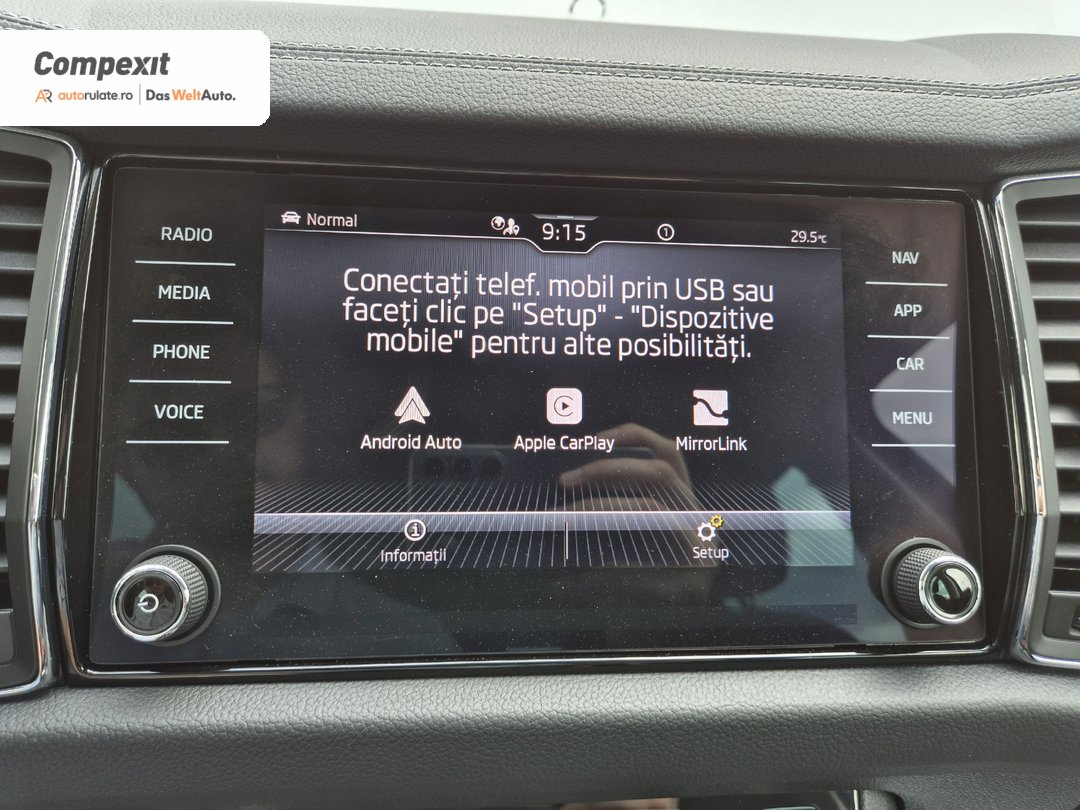 Compexit
AR autorulate.ro | Das WeltAuto.
Normal
9:15
1
29.5°C
RADIO
MEDIA
PHONE
VOICE
Conectați telef. mobil prin USB sau
faceți clic pe "Setup" - "Dispozitive
mobile" pentru alte posibilități.
Android Auto
Apple CarPlay
MirrorLink
Informații
Setup
NAV
APP
CAR
MENU